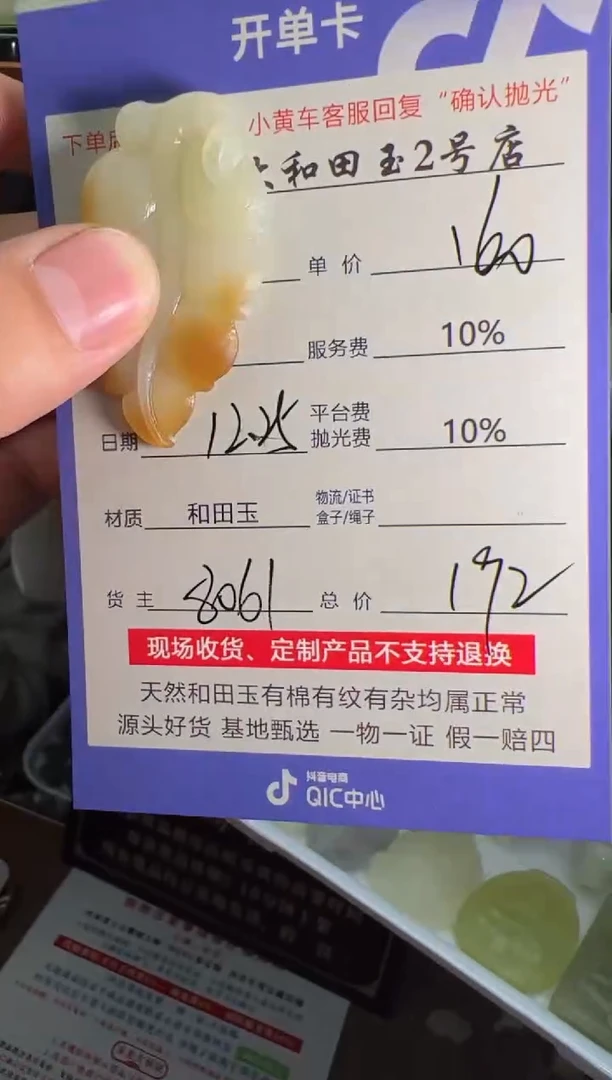 开单卡
下单
小黄车客服回复“确认抛光”
和田玉2号店
单价 160
服务费 10%
日期 12.25
平台费
抛光费 10%
材质 和田玉
物流/证书
盒子/绳子
货主 8061 总价 192
现场收货、定制产品不支持退换
天然和田玉有棉有纹有杂均属正常
源头好货 基地甄选 一物一证 假一赔四
抖音电商
QIC中心